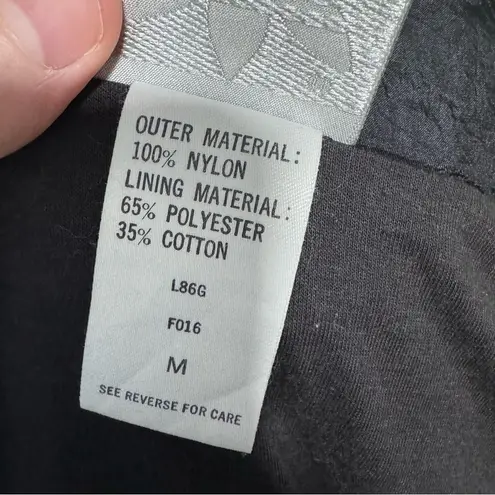 OUTER MATERIAL:
100% NYLON
LINING MATERIAL:
65% POLYESTER
35% COTTON
L86G
F016
M
SEE REVERSE FOR CARE